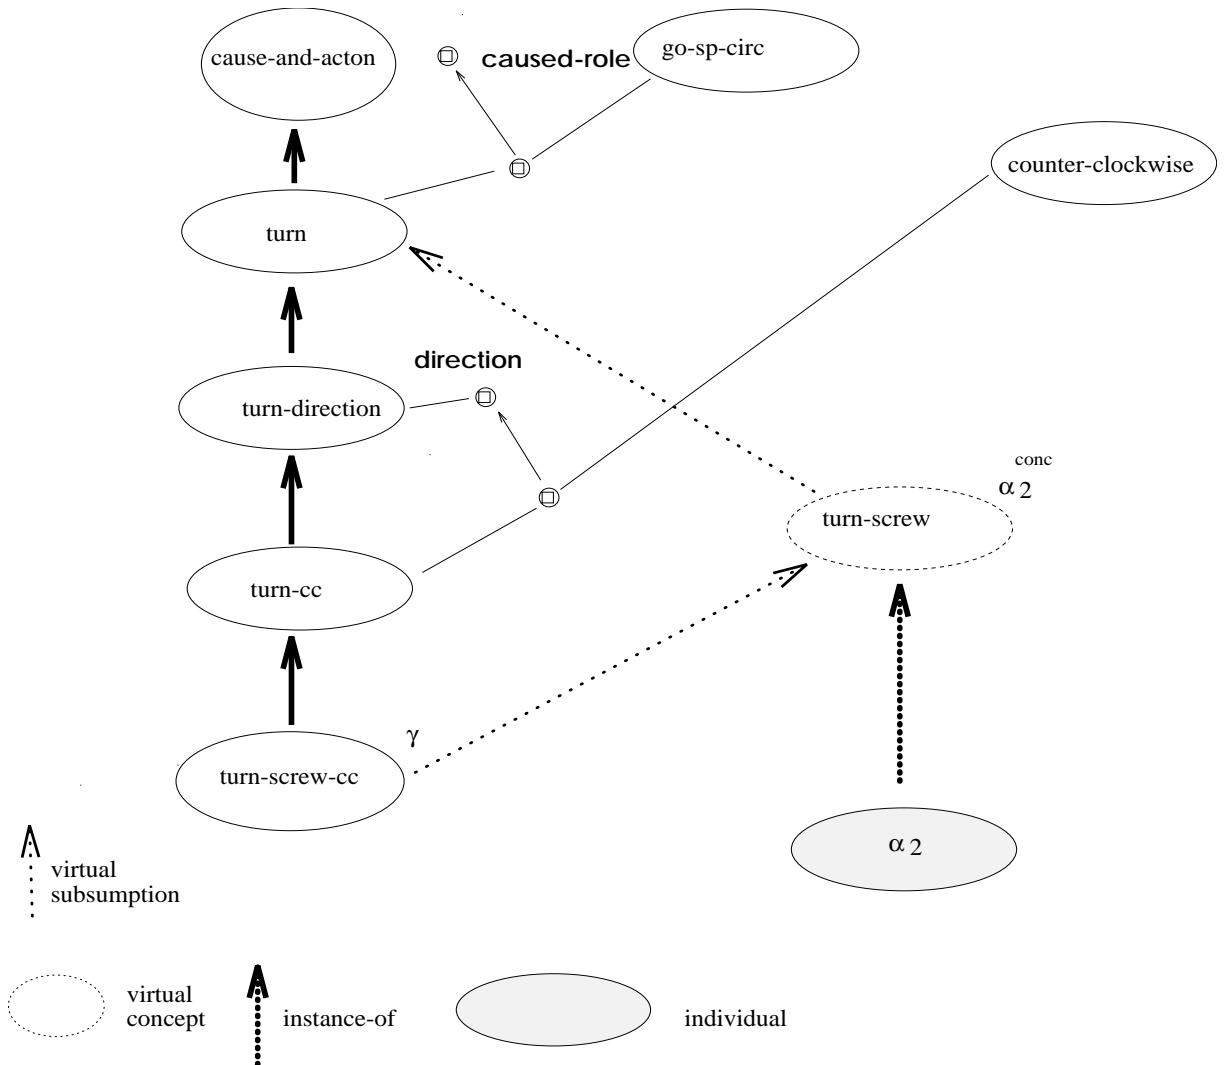 cause-and-acton
caused-role
go-sp-circ
counter-clockwise
turn
direction
turn-direction
conc
α 2
turn-screw
turn-cc
γ
turn-screw-cc
α 2
virtual
subsumption
virtual
concept
instance-of
individual